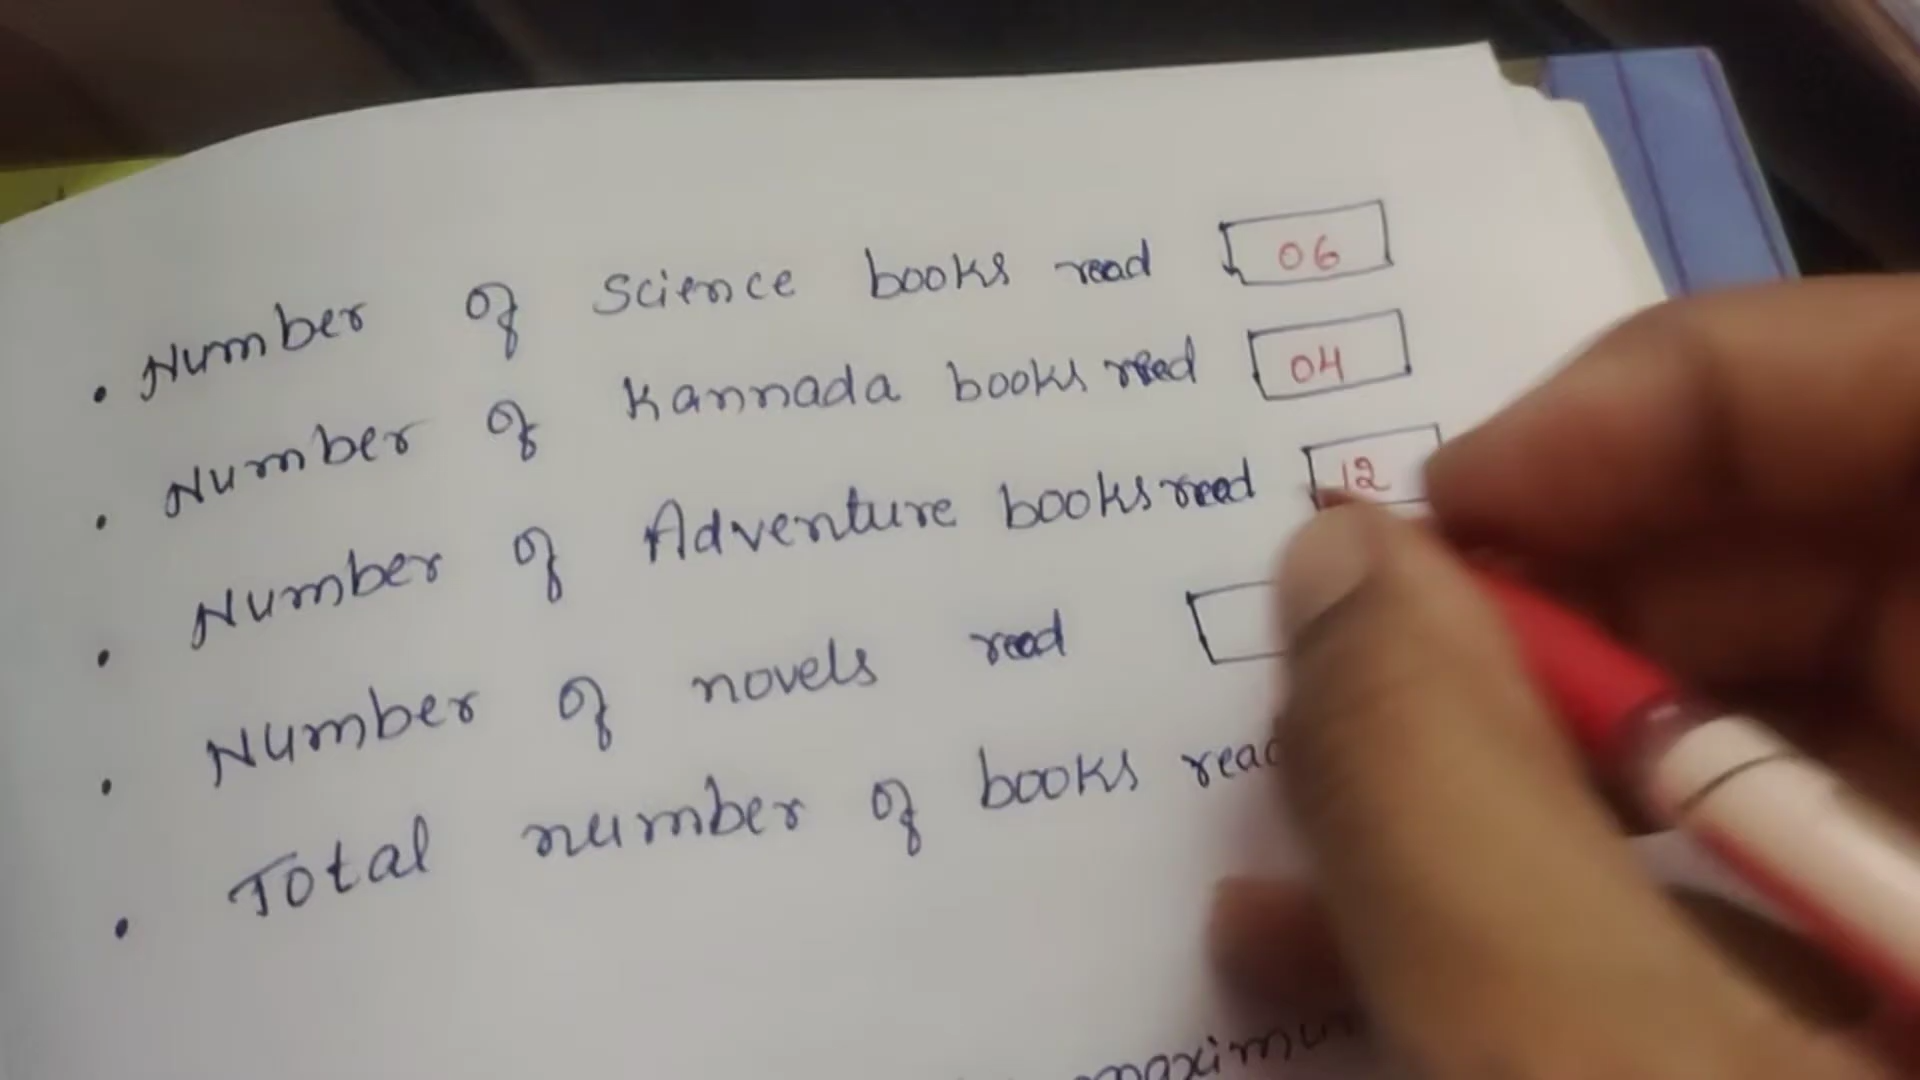 • Number of Science books read 06
• Number of Kannada books read 04
• Number of Adventure books read 12
• Number of novels read
• Total number of books read